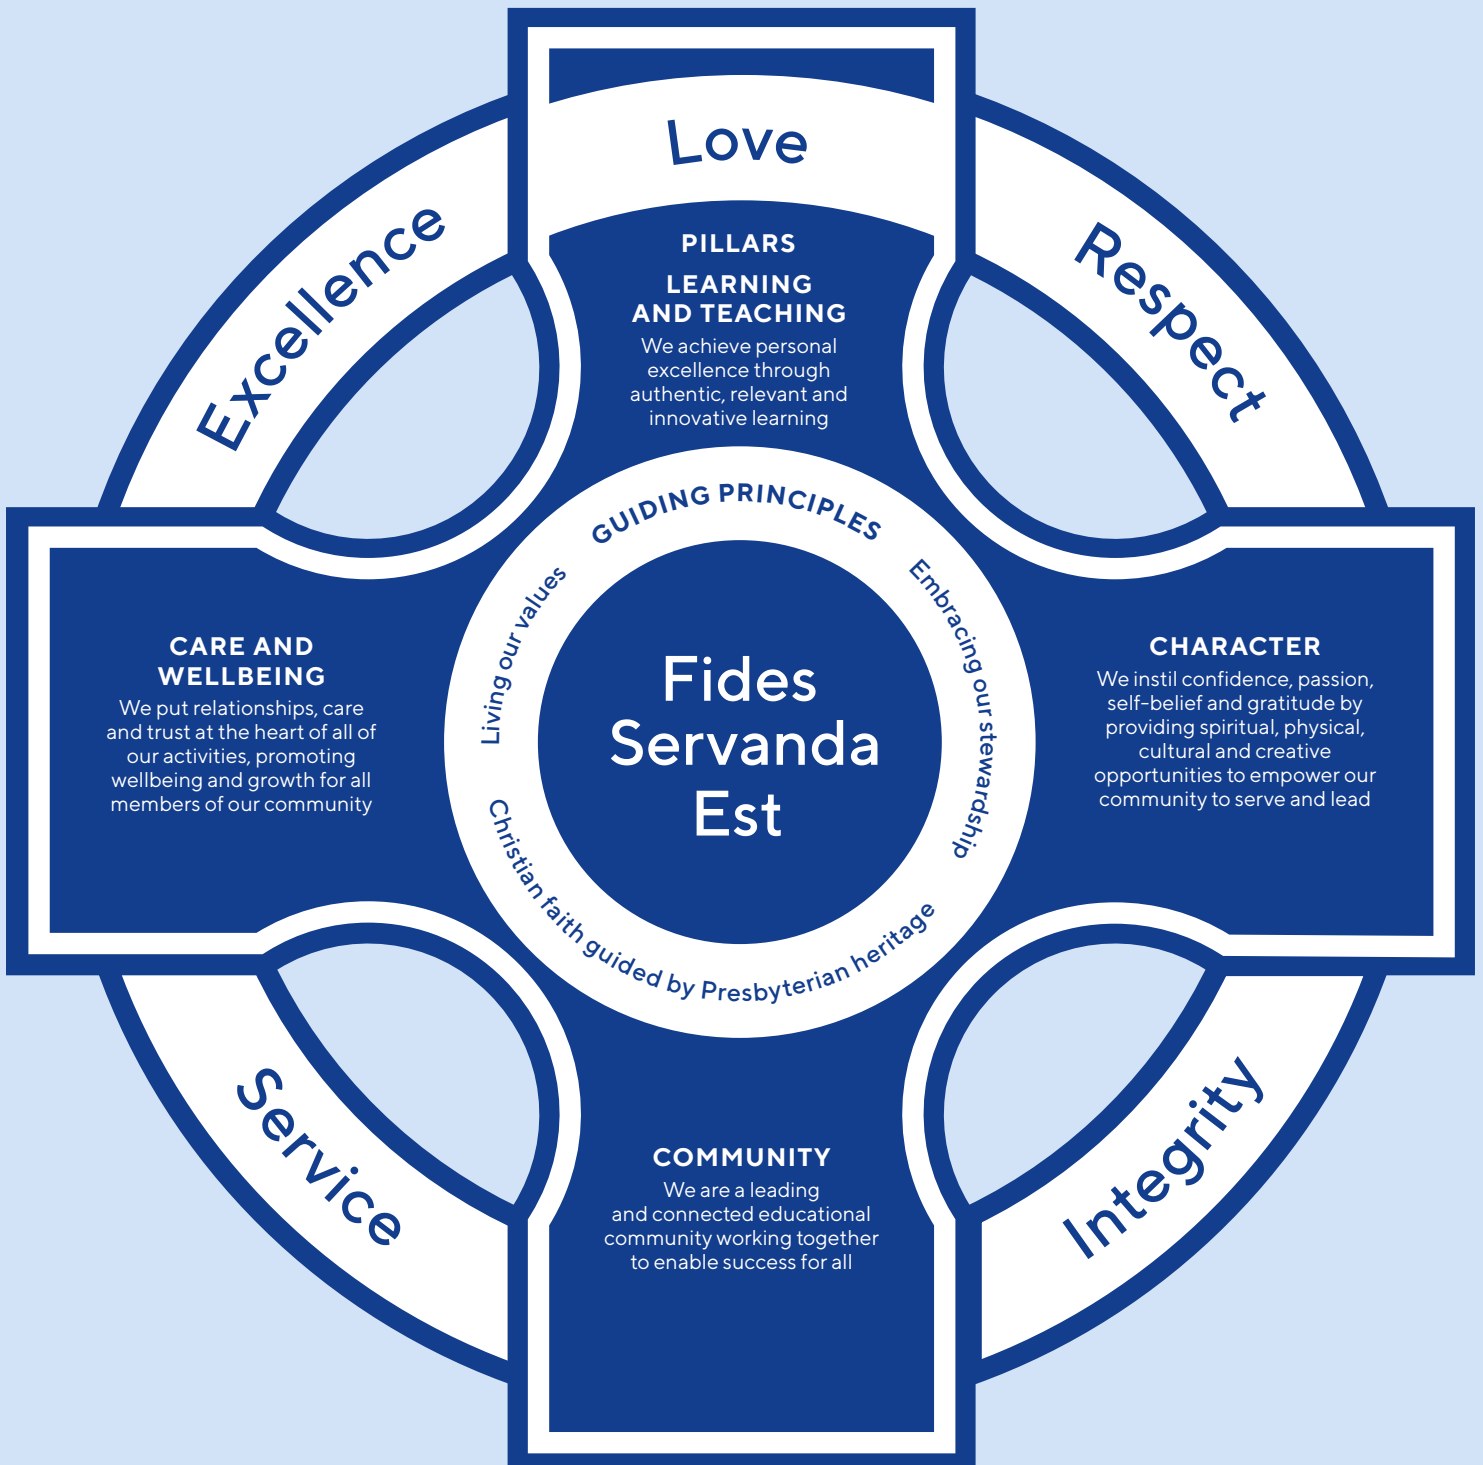 Love
Excellence
Respect
PILLARS
LEARNING
AND TEACHING
We achieve personal
excellence through
authentic, relevant and
innovative learning
GUIDING PRINCIPLES
Living our values
Embracing our stewardship
Christian faith guided by Presbyterian heritage
Fides
Servanda
Est
CARE AND
WELLBEING
We put relationships, care
and trust at the heart of all of
our activities, promoting
wellbeing and growth for all
members of our community
CHARACTER
We instil confidence, passion,
self-belief and gratitude by
providing spiritual, physical,
cultural and creative
opportunities to empower our
community to serve and lead
Service
Integrity
COMMUNITY
We are a leading
and connected educational
community working together
to enable success for all